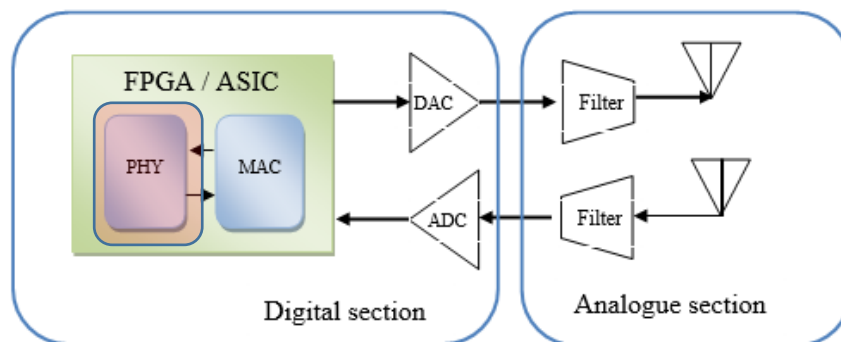 FPGA / ASIC
PHY
MAC
DAC
Filter
ADC
Filter
Digital section
Analogue section